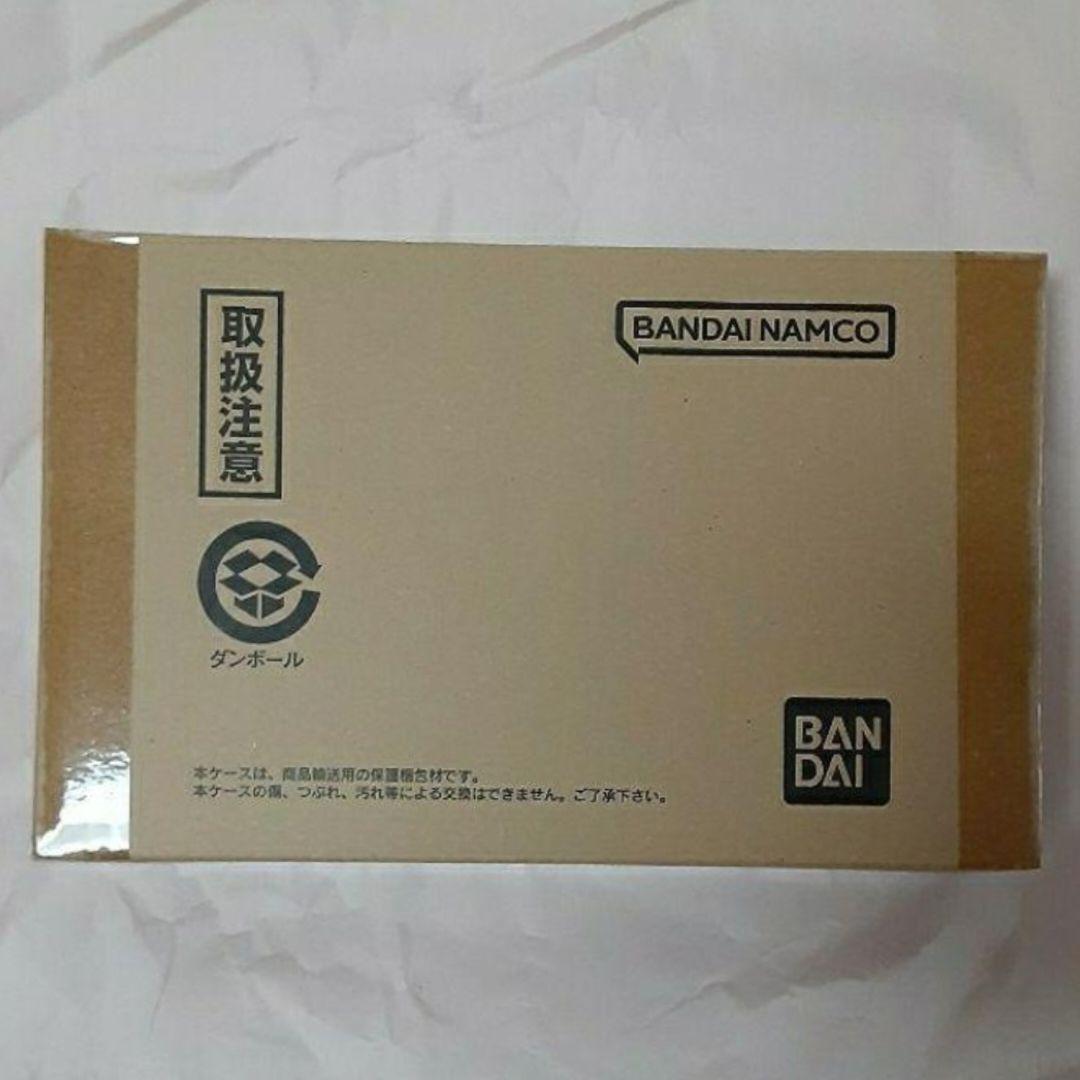 取扱注意
BANDAI NAMCO
ダンボール
BAN
DAI
本ケースは、商品輸送用の保護梱包材です。
本ケースの傷、つぶれ、汚れ等による交換はできません。ご了承下さい。